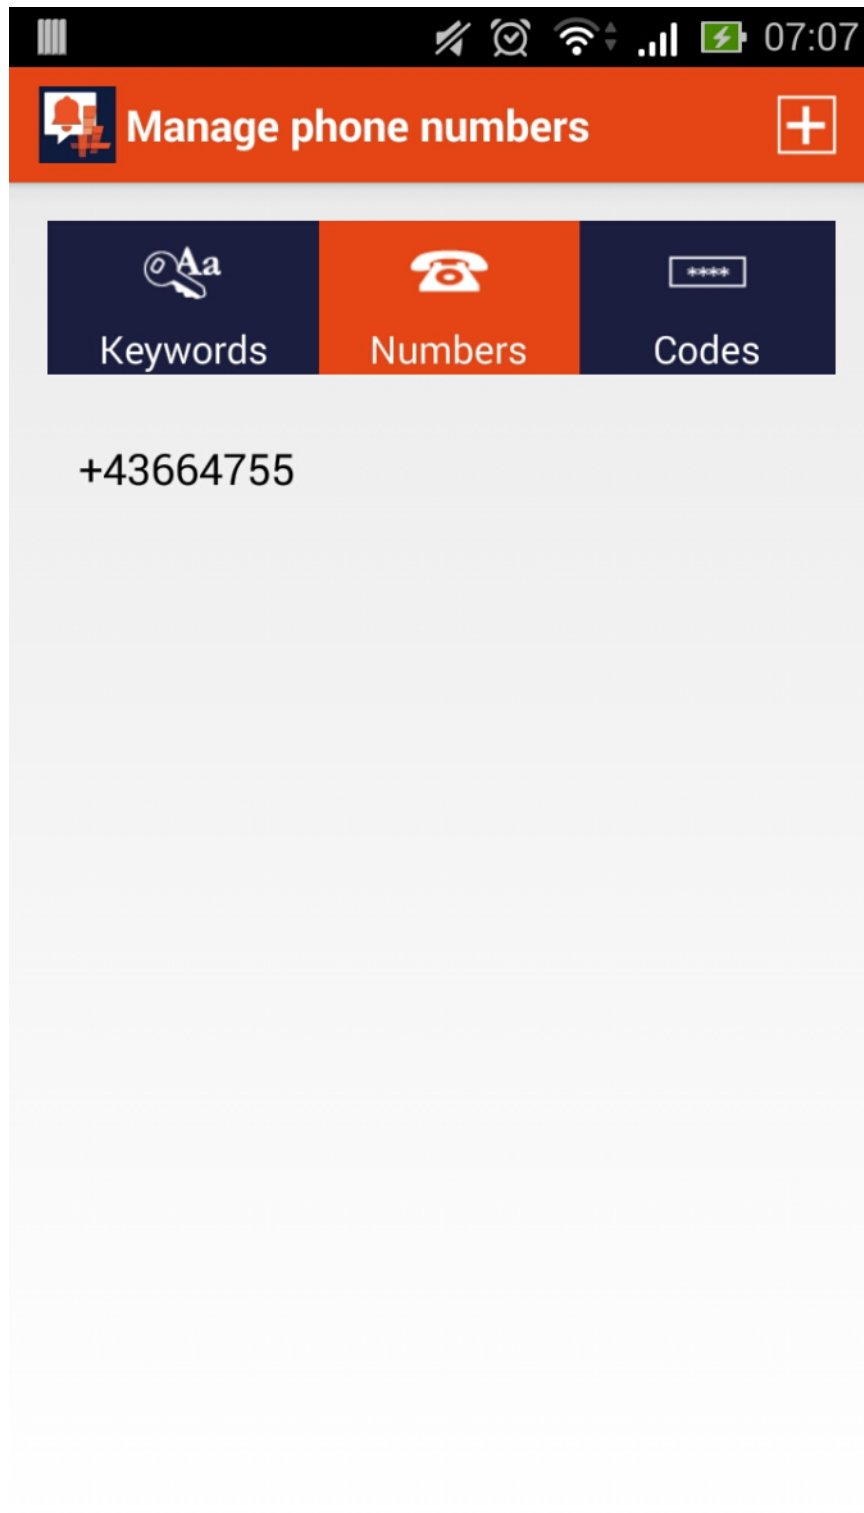 07:07
Manage phone numbers
Aa
****
Keywords
Numbers
Codes
+43664755